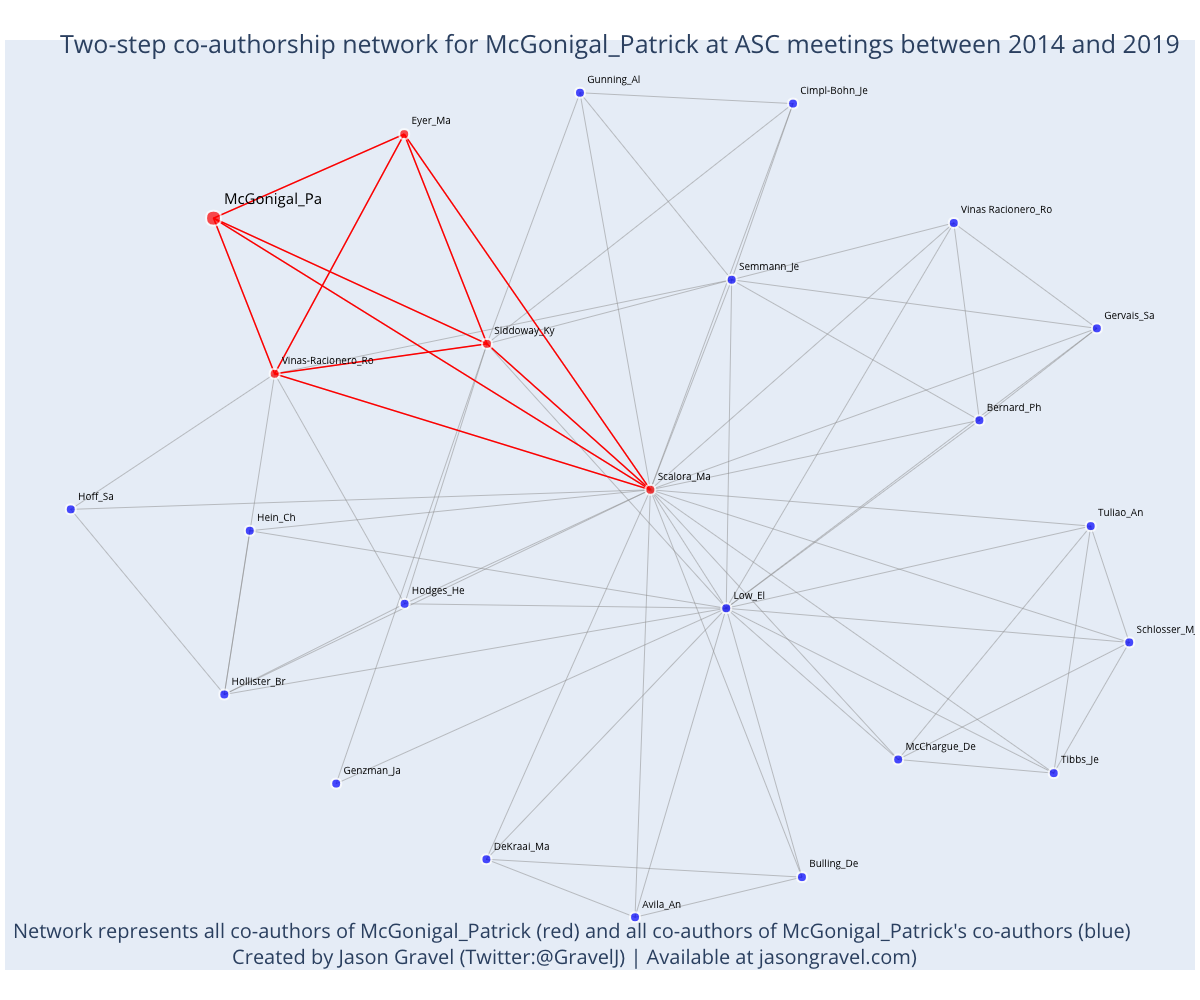 Two-step co-authorship network for McGonigal_Patrick at ASC meetings between 2014 and 2019
Gunning_Al
Cimpl-Bohn_Je
Eyer_Ma
McGonigal_Pa
Vinas Racionero_Ro
Semmann_Je
Gervais_Sa
Siddoway_Ky
Vinas-Racionero_Ro
Bernard_Ph
Scalora_Ma
Hoff_Sa
Tuliao_An
Hein_Ch
Hodges_He
Low_El
Schlosser_M
Hollister_Br
McChargue_De
Tibbs_Je
Genzman_Ja
DeKraai_Ma
Bulling_De
Avila_An
Network represents all co-authors of McGonigal_Patrick (red) and all co-authors of McGonigal_Patrick's co-authors (blue)
Created by Jason Gravel (Twitter:@GravelJ) | Available at jasongravel.com)